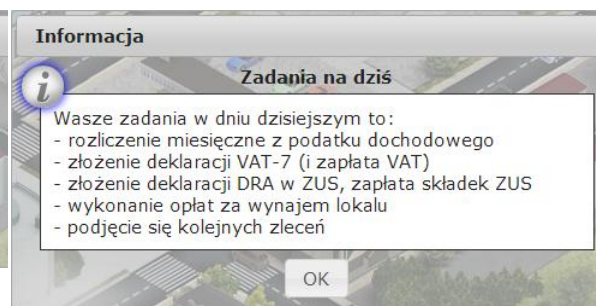 Informacja
i
Zadania na dziś
Wasze zadania w dniu dzisiejszym to:
- rozliczenie miesięczne z podatku dochodowego
- złożenie deklaracji VAT-7 (i zapłata VAT)
- złożenie deklaracji DRA w ZUS, zapłata składek ZUS
- wykonanie opłat za wynajem lokalu
- podjęcie się kolejnych zleceń
OK